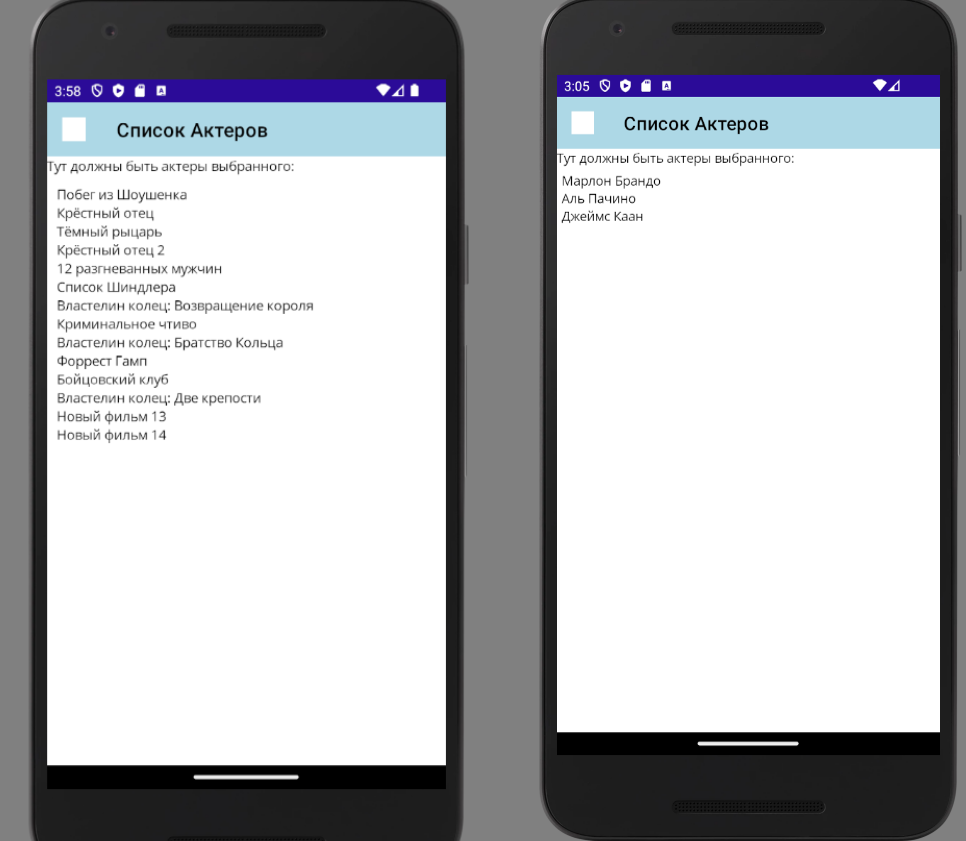 3:58
Список Актеров
Тут должны быть актеры выбранного:
Побег из Шоушенка
Крёстный отец
Тёмный рыцарь
Крёстный отец 2
12 разгневанных мужчин
Список Шиндлера
Властелин колец: Возвращение короля
Криминальное чтиво
Властелин колец: Братство Кольца
Форрест Гамп
Бойцовский клуб
Властелин колец: Две крепости
Новый фильм 13
Новый фильм 14
3:05
Список Актеров
Тут должны быть актеры выбранного:
Марлон Брандо
Аль Пачино
Джеймс Каан